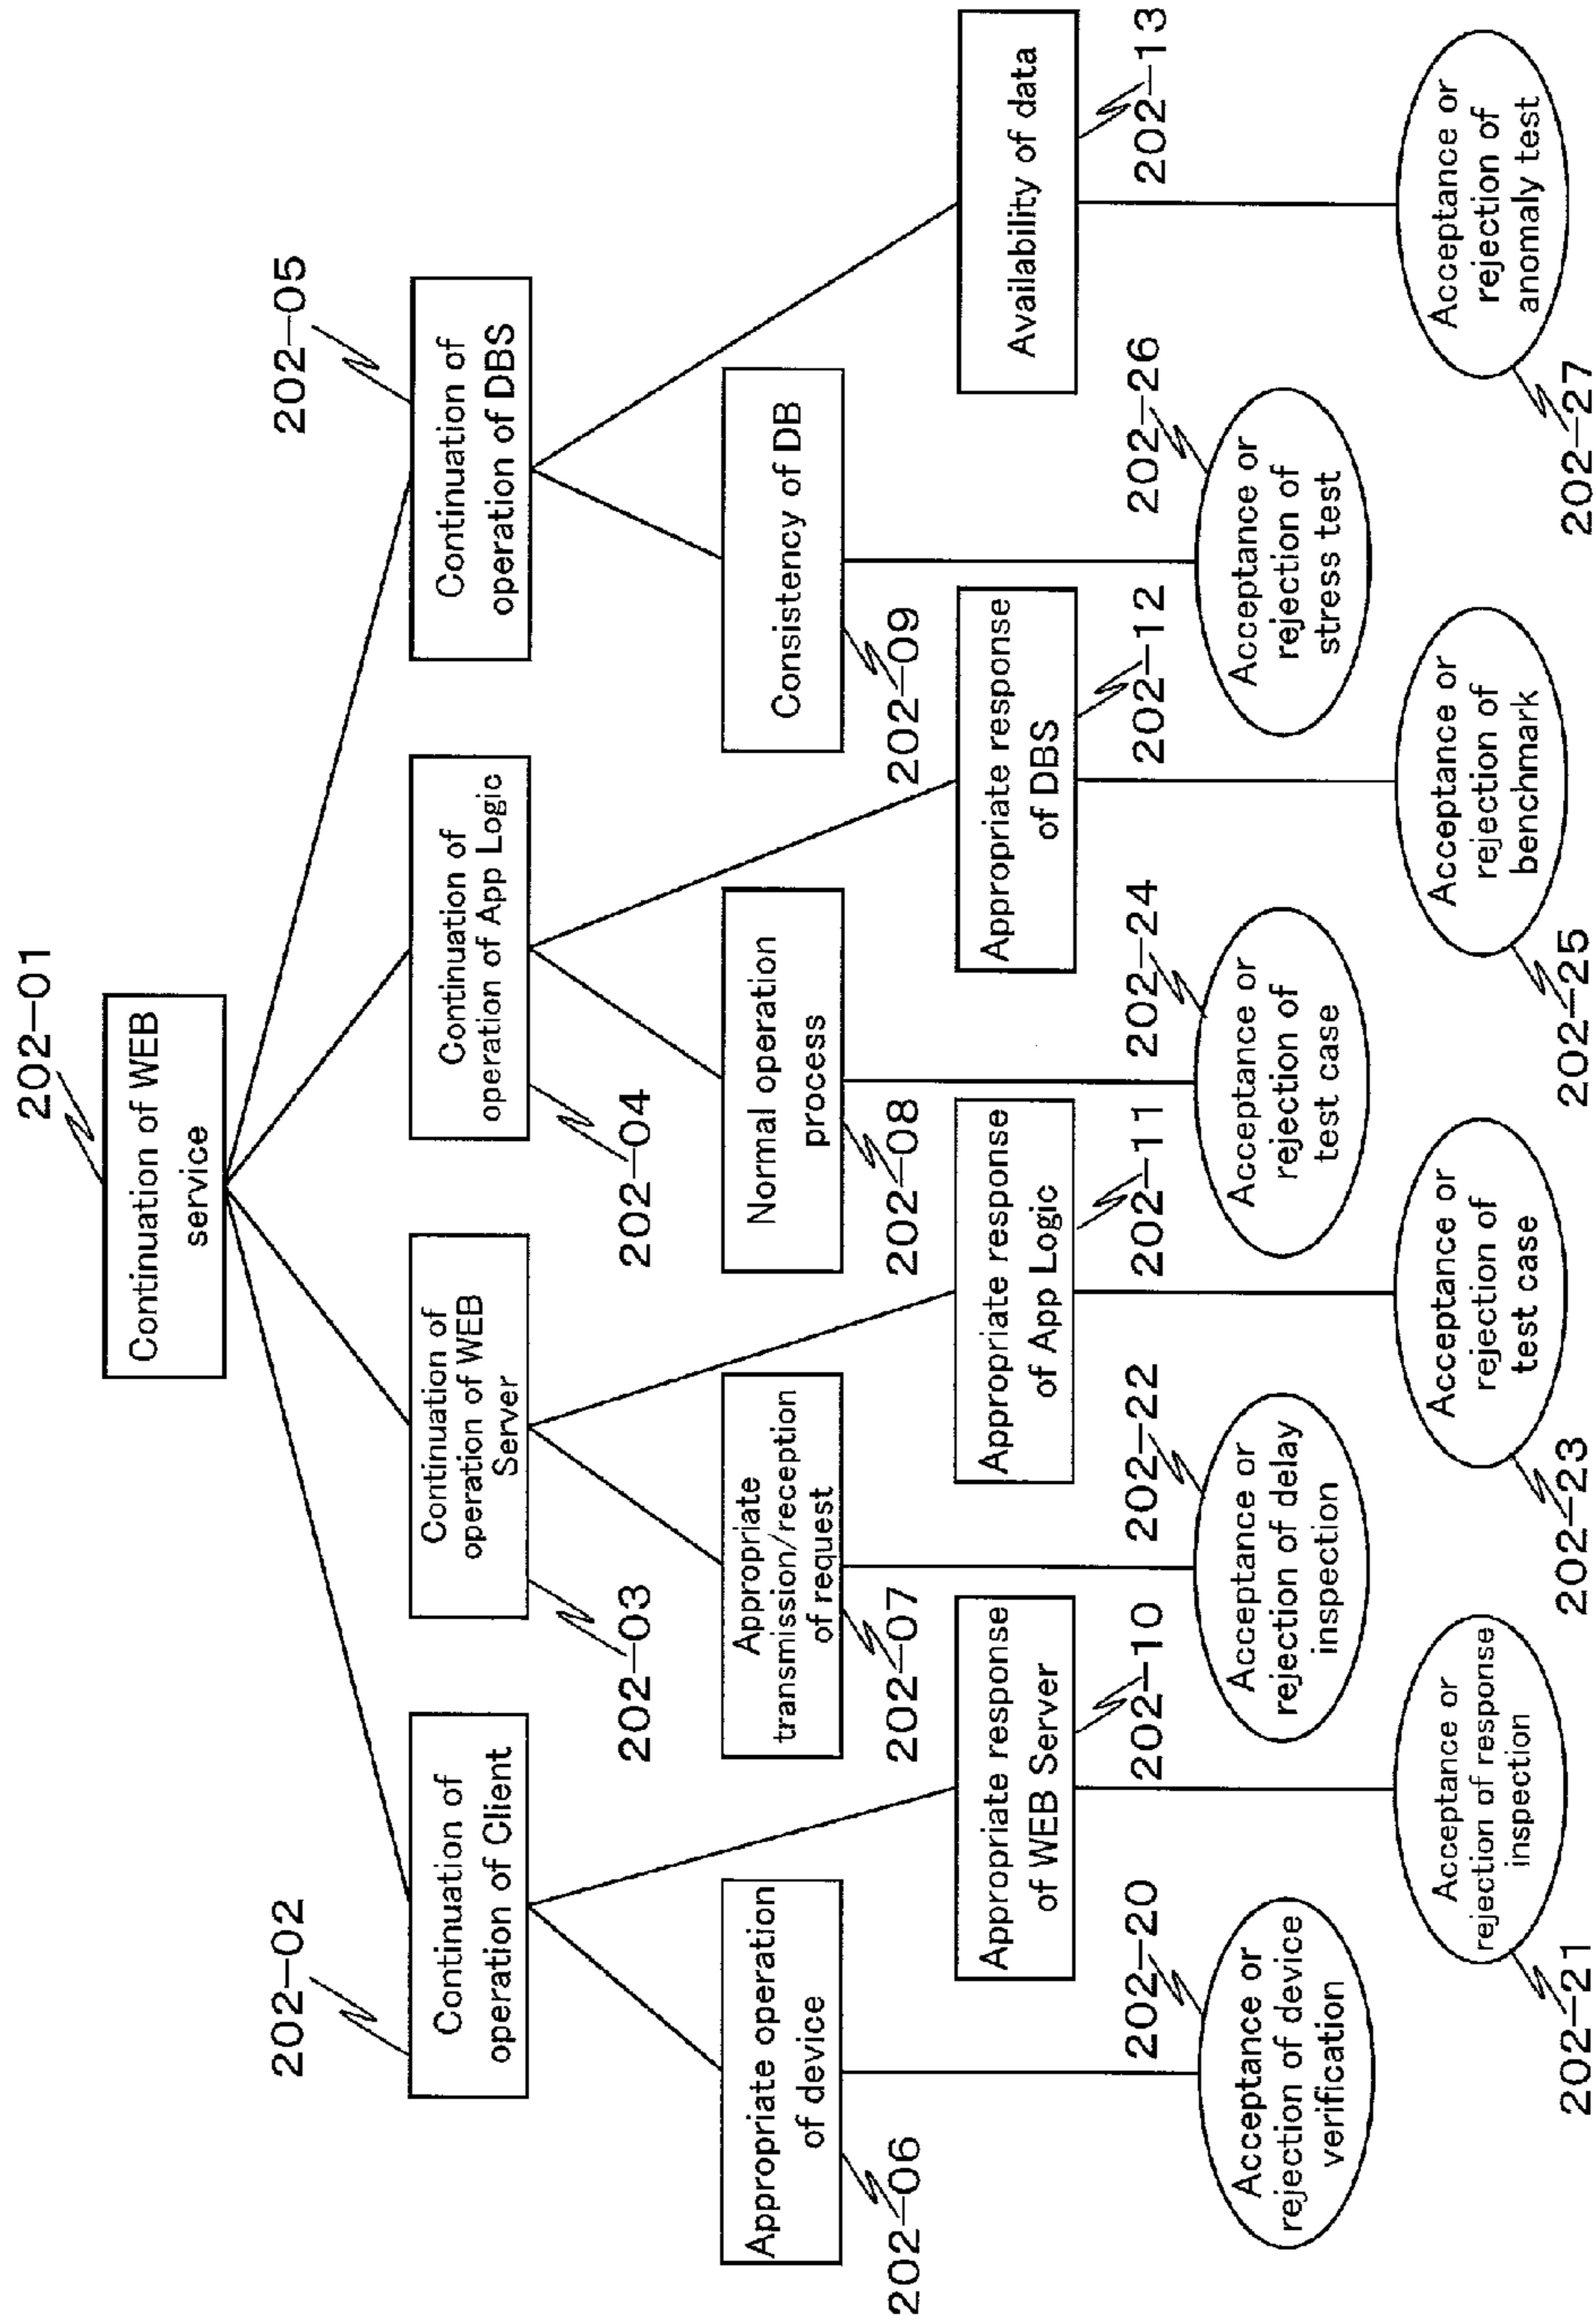 202-01
Continuation of WEB
service
202-02
Continuation of
operation of Client
Continuation of
operation of WEB
Server
202-03
Continuation of
operation of App Logic
202-04
202-05
Continuation of
operation of DBS
Appropriate operation
of device
202-06
Appropriate
transmission/reception
of request
202-07
Normal operation
process
202-08
Consistency of DB
202-09
Appropriate response
of WEB Server
202-10
Appropriate response
of App Logic
202-11
Appropriate response
of DBS
202-12
Availability of data
202-13
202-20
Acceptance or
rejection of device
verification
202-22
Acceptance or
rejection of delay
inspection
202-24
Acceptance or
rejection of
test case
202-26
Acceptance or
rejection of
stress test
Acceptance or
rejection of response
inspection
202-21
Acceptance or
rejection of
test case
202-23
Acceptance or
rejection of
benchmark
202-25
Acceptance or
rejection of
anomaly test
202-27